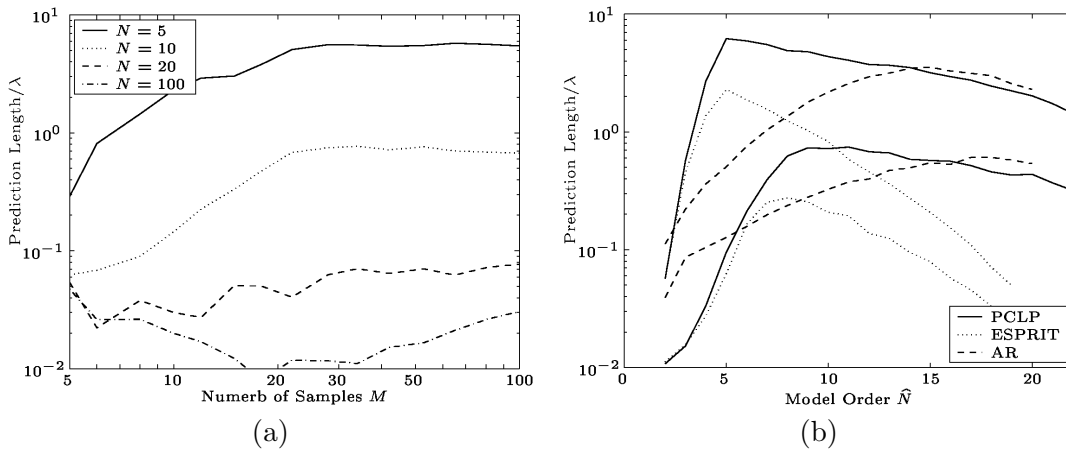 10^1
10^0
10^{-1}
10^{-2}
Prediction Length/λ
N = 5
N = 10
N = 20
N = 100
5 10 20 30 50 100
Numerb of Samples M
(a)
10^1
10^0
10^{-1}
10^{-2}
Prediction Length/λ
PCLP
ESPRIT
AR
0 5 10 15 20
Model Order N̂
(b)